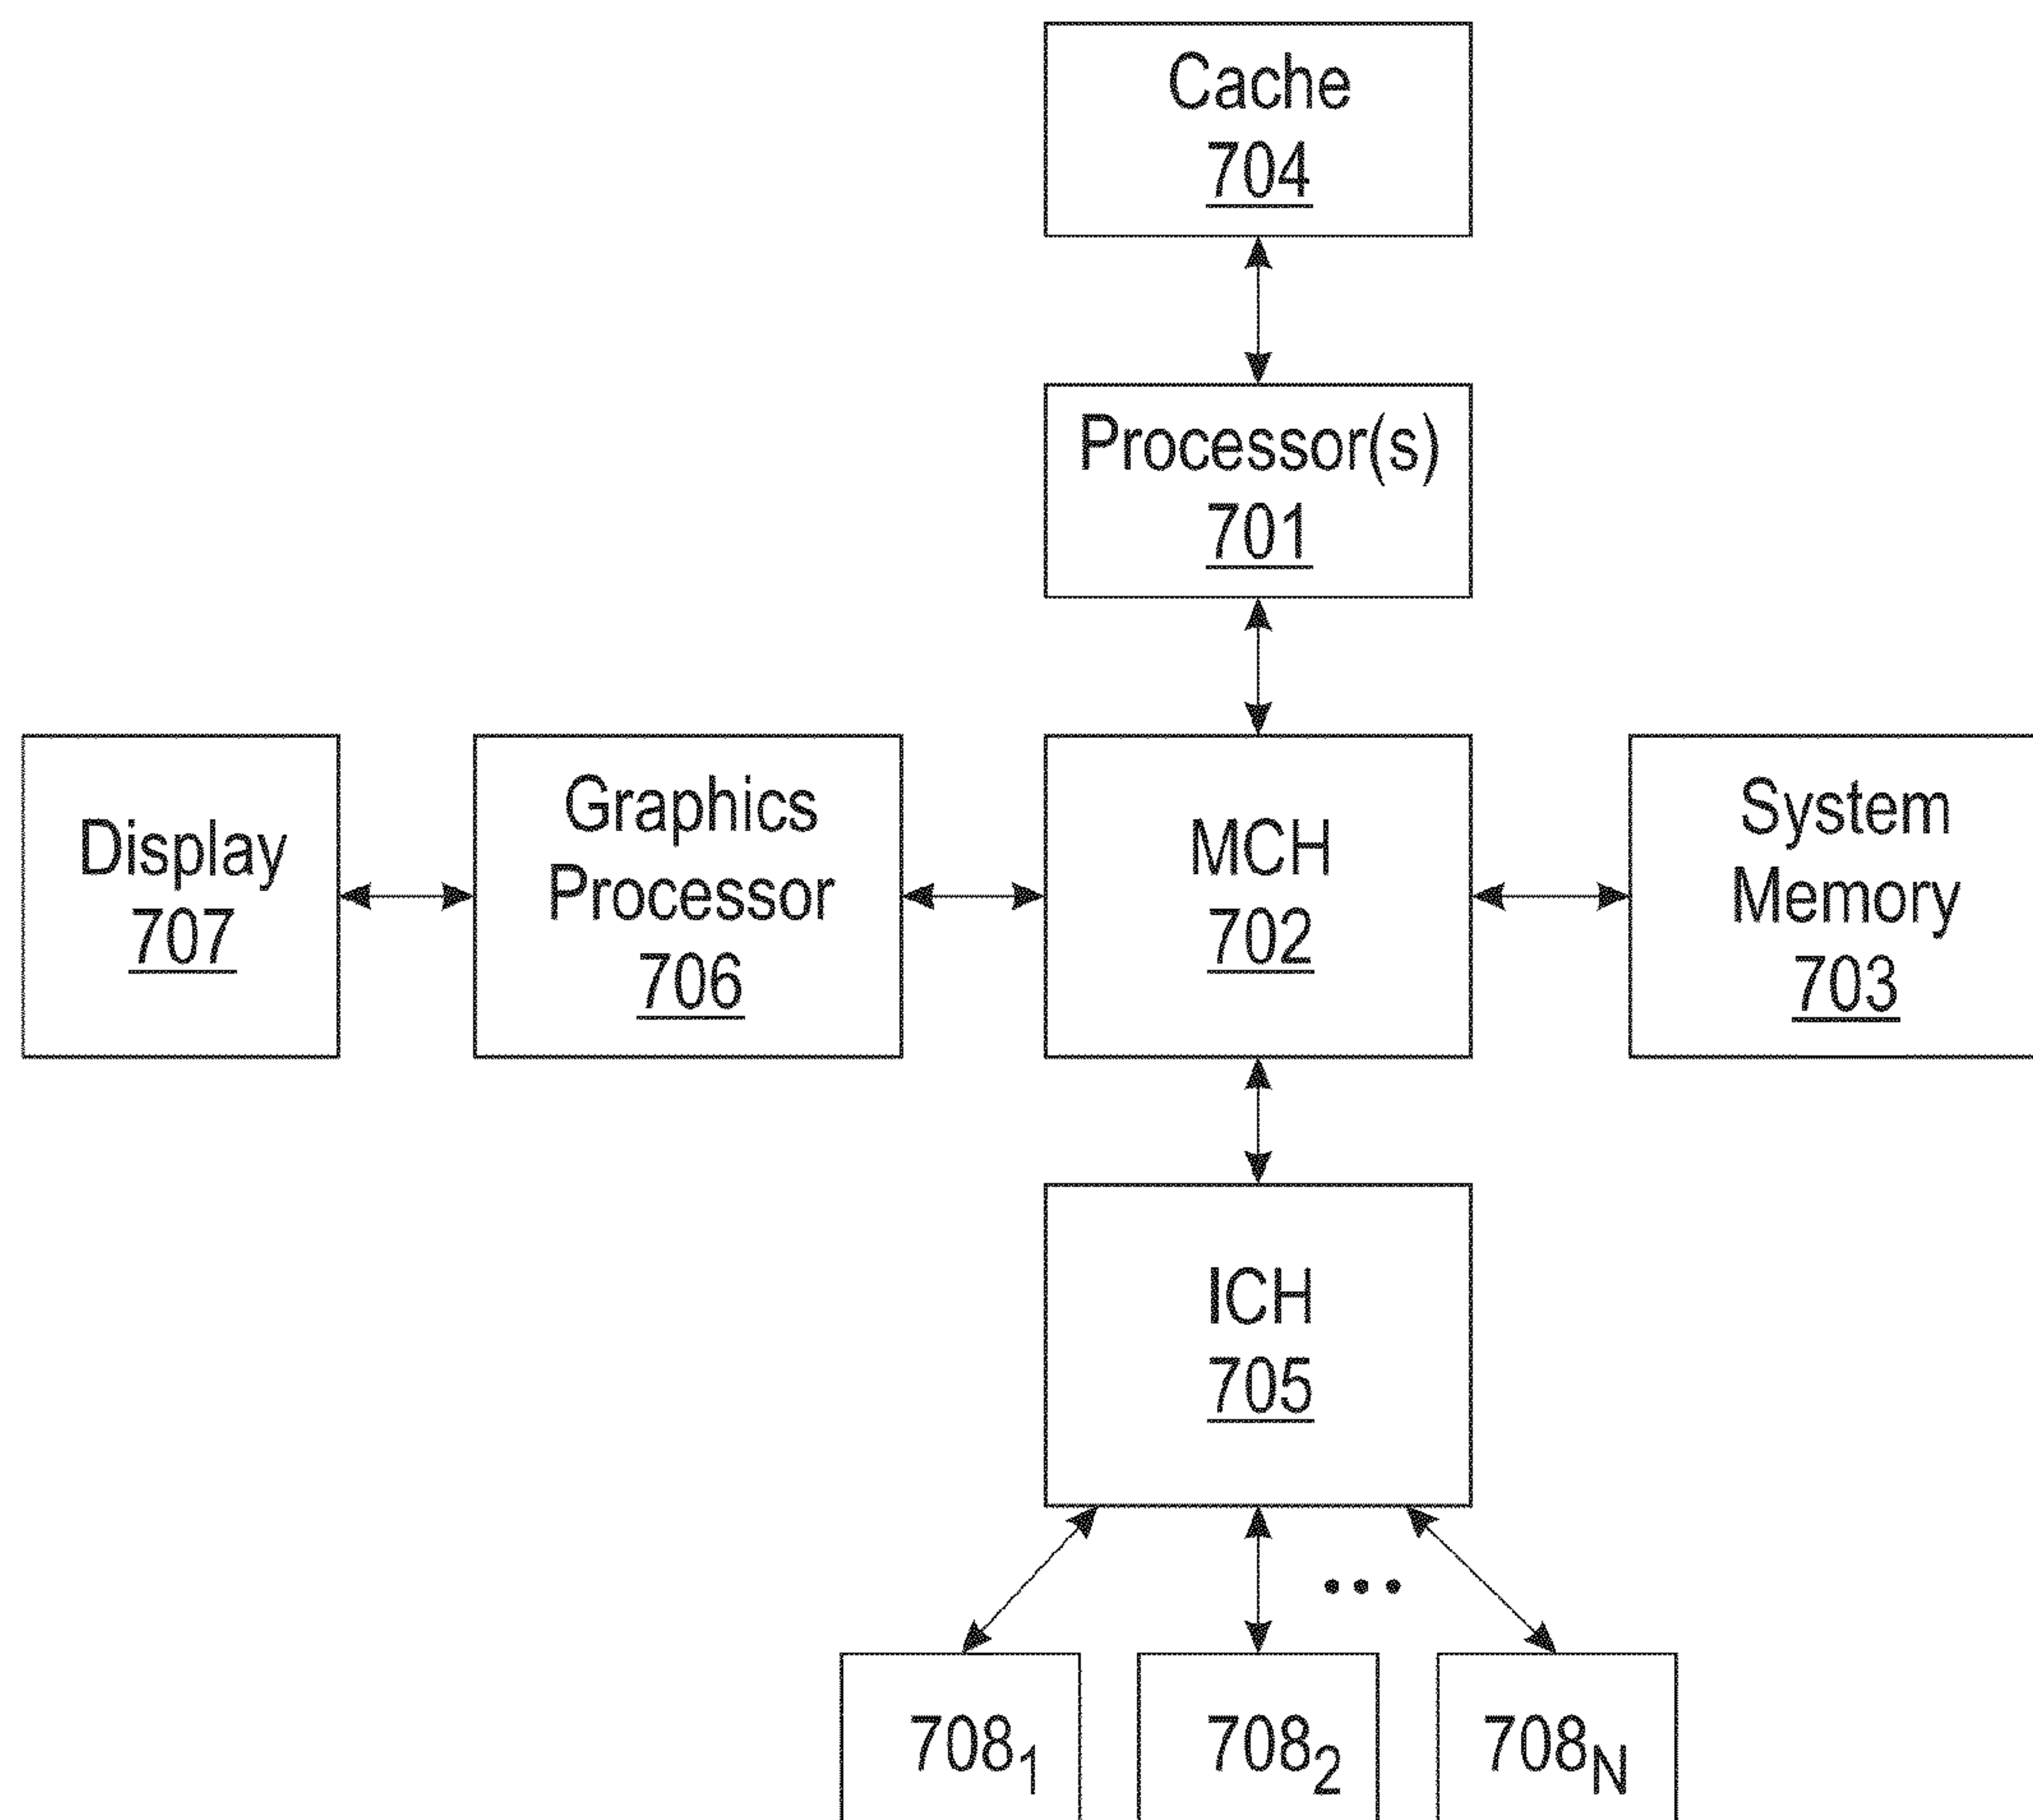 Cache
704
Processor(s)
701
Display
707
Graphics
Processor
706
MCH
702
System
Memory
703
ICH
705
...
708₁
708₂
708N